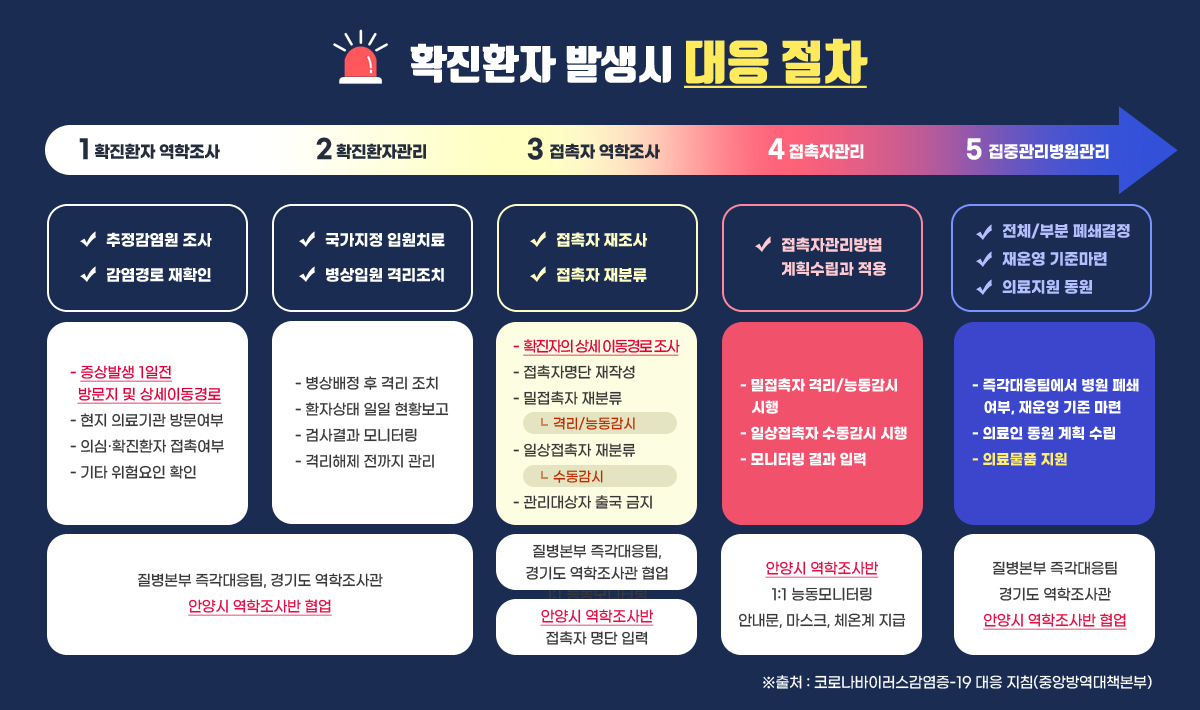 확진환자 발생시 대응 절차
1 확진환자 역학조사
2 확진환자관리
3 접촉자 역학조사
4 접촉자관리
5 집중관리병원관리
추정감염원 조사
감염경로 재확인
국가지정 입원치료
병상입원 격리조치
접촉자 재조사
접촉자 재분류
접촉자관리방법
계획수립과 적용
전체/부분 폐쇄결정
재운영 기준마련
의료지원 동원
- 증상발생 1일전
방문지 및 상세이동경로
- 현지 의료기관 방문여부
- 의심·확진환자 접촉여부
- 기타 위험요인 확인
- 병상배정 후 격리 조치
- 환자상태 일일 현황보고
- 검사결과 모니터링
- 격리해제 전까지 관리
- 확진자의 상세 이동경로 조사
- 접촉자명단 재작성
- 밀접촉자 재분류
└ 격리/능동감시
- 일상접촉자 재분류
└ 수동감시
- 관리대상자 출국 금지
- 밀접촉자 격리/능동감시
시행
- 일상접촉자 수동감시 시행
- 모니터링 결과 입력
- 즉각대응팀에서 병원 폐쇄
여부, 재운영 기준 마련
- 의료인 동원 계획 수립
- 의료물품 지원
질병본부 즉각대응팀, 경기도 역학조사관
안양시 역학조사반 협업
질병본부 즉각대응팀,
경기도 역학조사관 협업
1:1 능동모니터링
안양시 역학조사반
접촉자 명단 입력
안양시 역학조사반
1:1 능동모니터링
안내문, 마스크, 체온계 지급
질병본부 즉각대응팀
경기도 역학조사관
안양시 역학조사반 협업
※출처 : 코로나바이러스감염증-19 대응 지침(중앙방역대책본부)